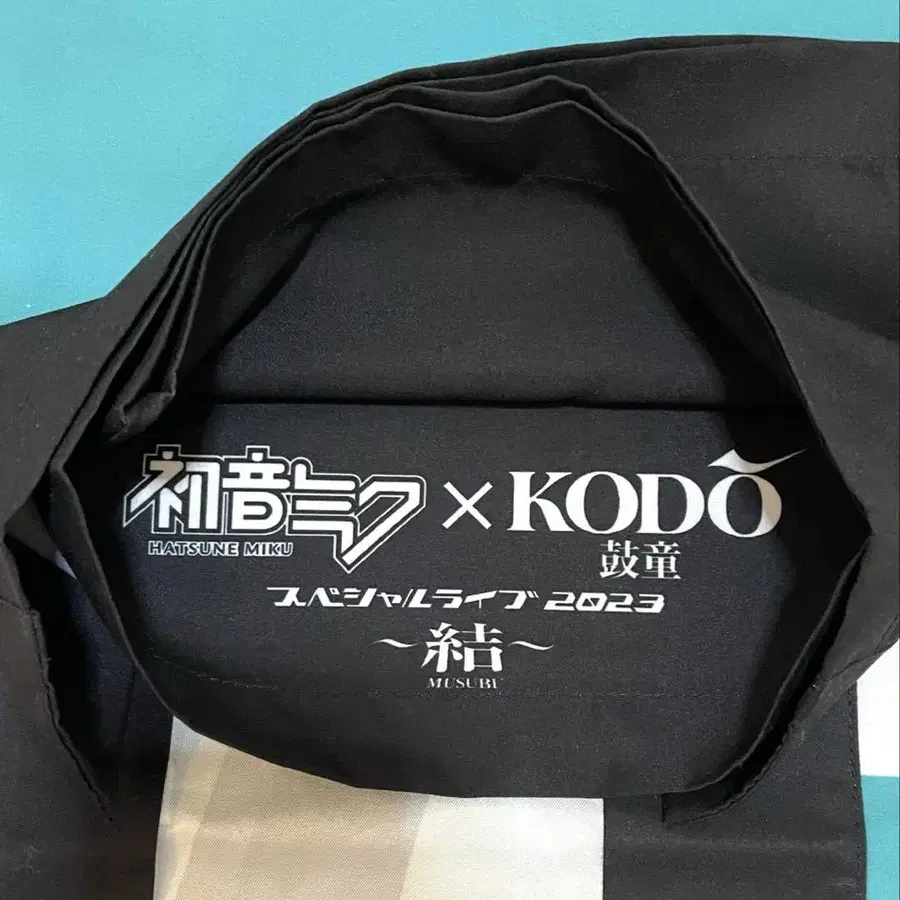 初音ミク × KODŌ
HATSUNE MIKU 鼓童
スペシャルライブ 2023
～結～
MUSUBI